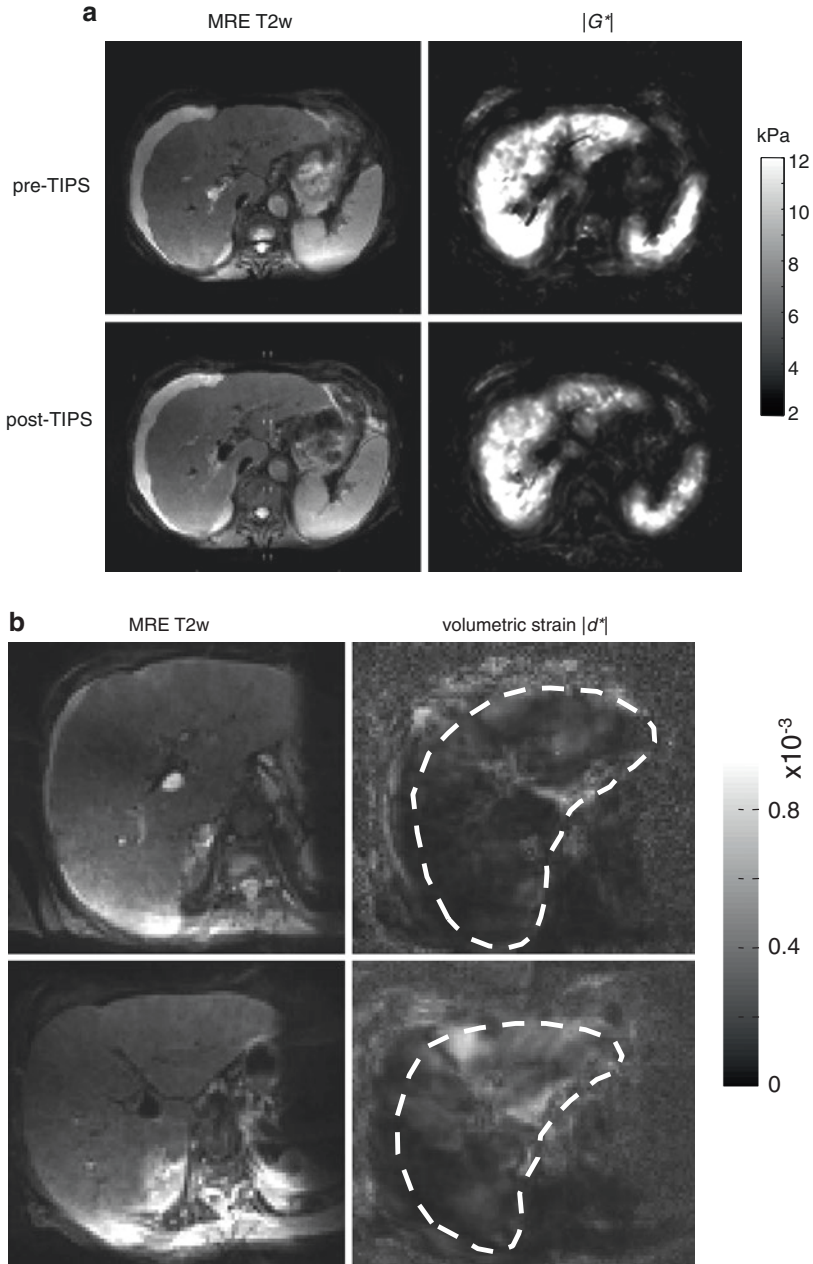 a
MRE T2w
|G*|
pre-TIPS
post-TIPS
kPa
12
10
8
6
4
2
b
MRE T2w
volumetric strain |d*|
x10-3
0.8
0.4
0